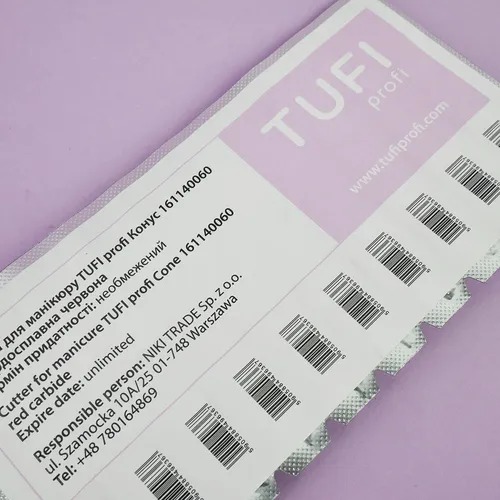 TUFI
profi
www.tufiprofi.com
для манікюру TUFI profi Конус 161140060
червона
придатності: необмежений
Cutter for manicure TUFI profi Cone 161140060
red carbide
Expire date: unlimited
Responsible person: NIKI TRADE Sp. z o.o.
ul. Szamocka 10A/25 01-748 Warszawa
Tel: +48 780164869